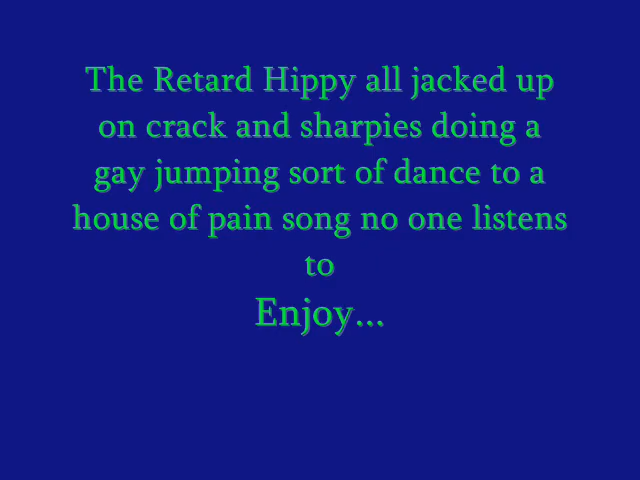 The Retard Hippy all jacked up
on crack and sharpies doing a
gay jumping sort of dance to a
house of pain song no one listens
to
Enjoy...